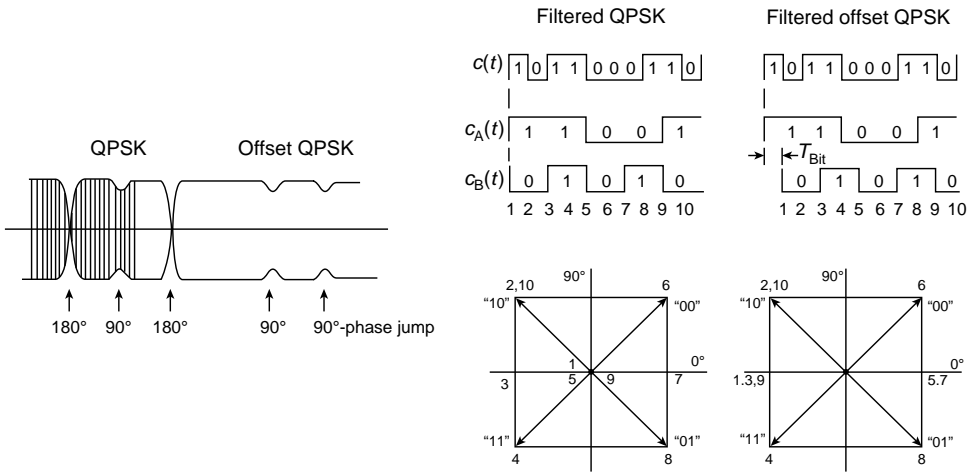 Filtered QPSK Filtered offset QPSK
c(t) 1 0 1 1 0 0 0 1 1 0 1 0 1 1 0 0 0 1 1 0
c_A(t) 1 1 0 0 1 1 1 0 0 1
QPSK Offset QPSK
T_Bit
c_B(t) 0 1 0 1 0 0 1 0 1 0
1 2 3 4 5 6 7 8 9 10 1 2 3 4 5 6 7 8 9 10
180° 90° 180° 90° 90°-phase jump
2,10 90° 6
"10" "00"
0°
1
3 5 9 7
"11" "01"
4 8
2,10 90° 6
"10" "00"
0°
1.3,9 5.7
"11" "01"
4 8